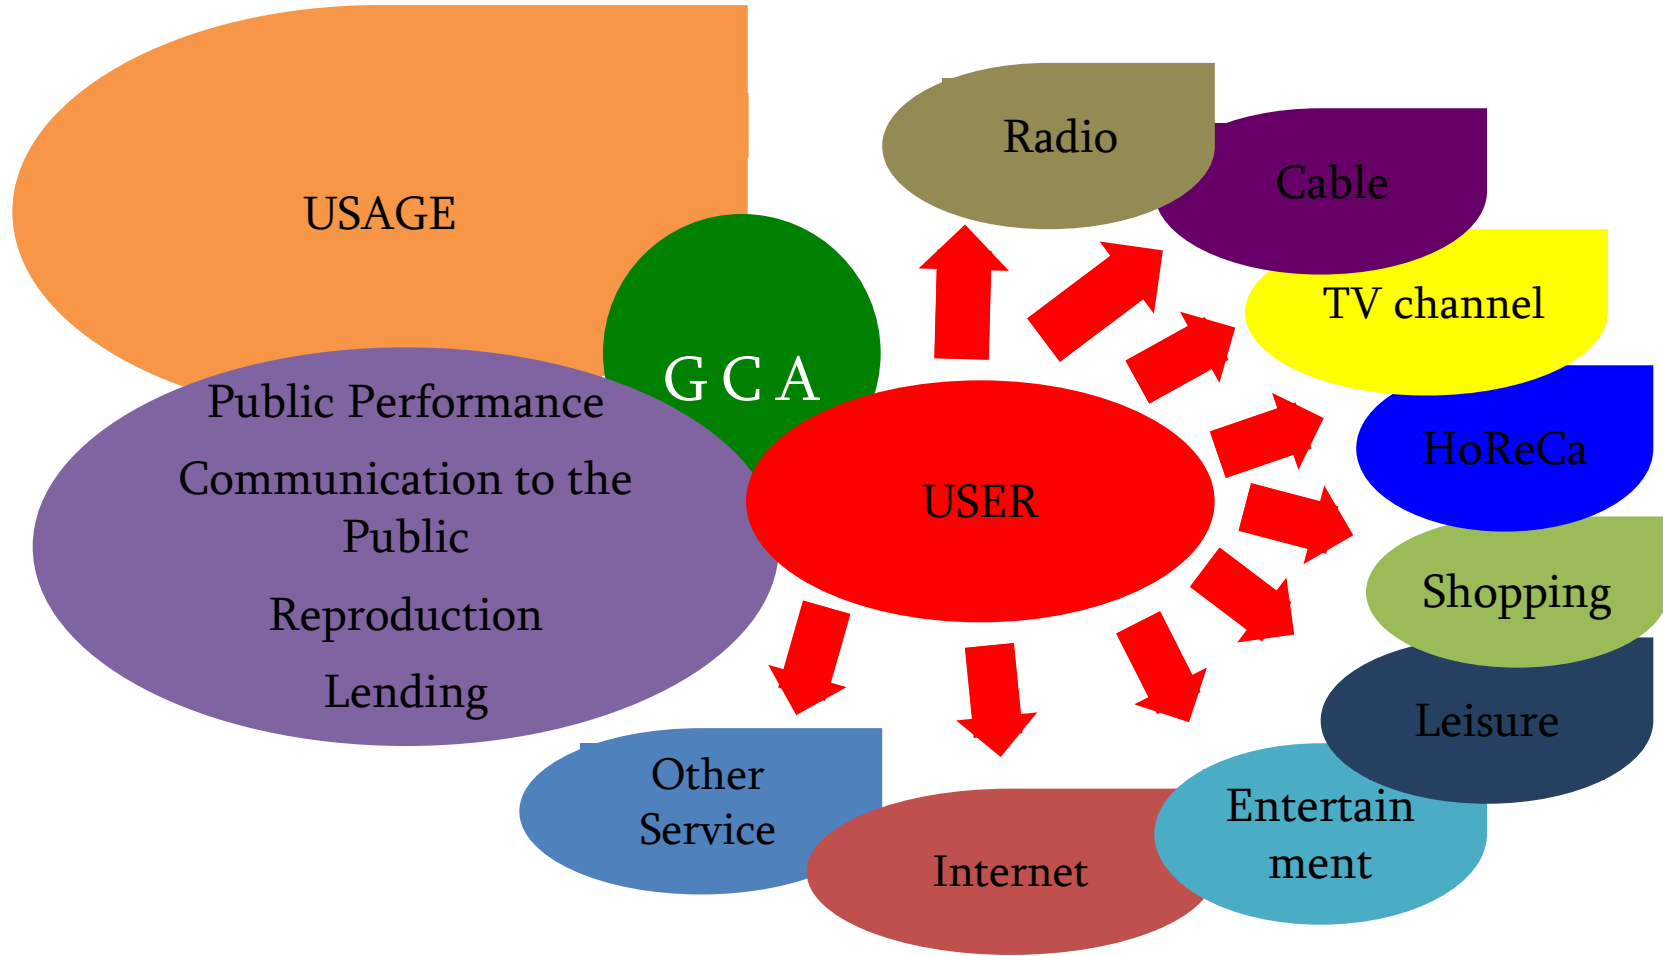 USAGE
G C A
Public Performance
Communication to the
Public
Reproduction
Lending
USER
Radio
Cable
TV channel
HoReCa
Shopping
Leisure
Entertain
ment
Internet
Other
Service